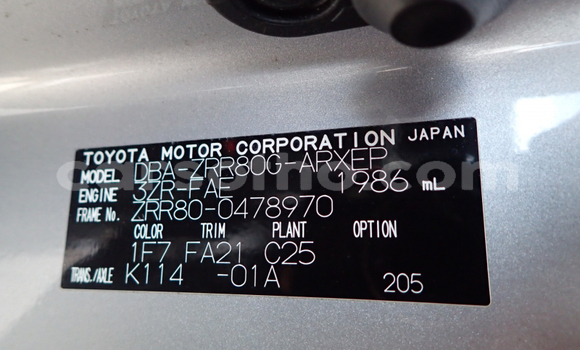 TOYOTA MOTOR CORPORATION JAPAN
MODEL DBA-ZRR80G-ARXEP
ENGINE 3ZR-FAE 1986 mL
FRAME No. ZRR80-0478970
COLOR TRIM PLANT OPTION
1F7 FA21 C25
TRANS./AXLE K114 -01A 205